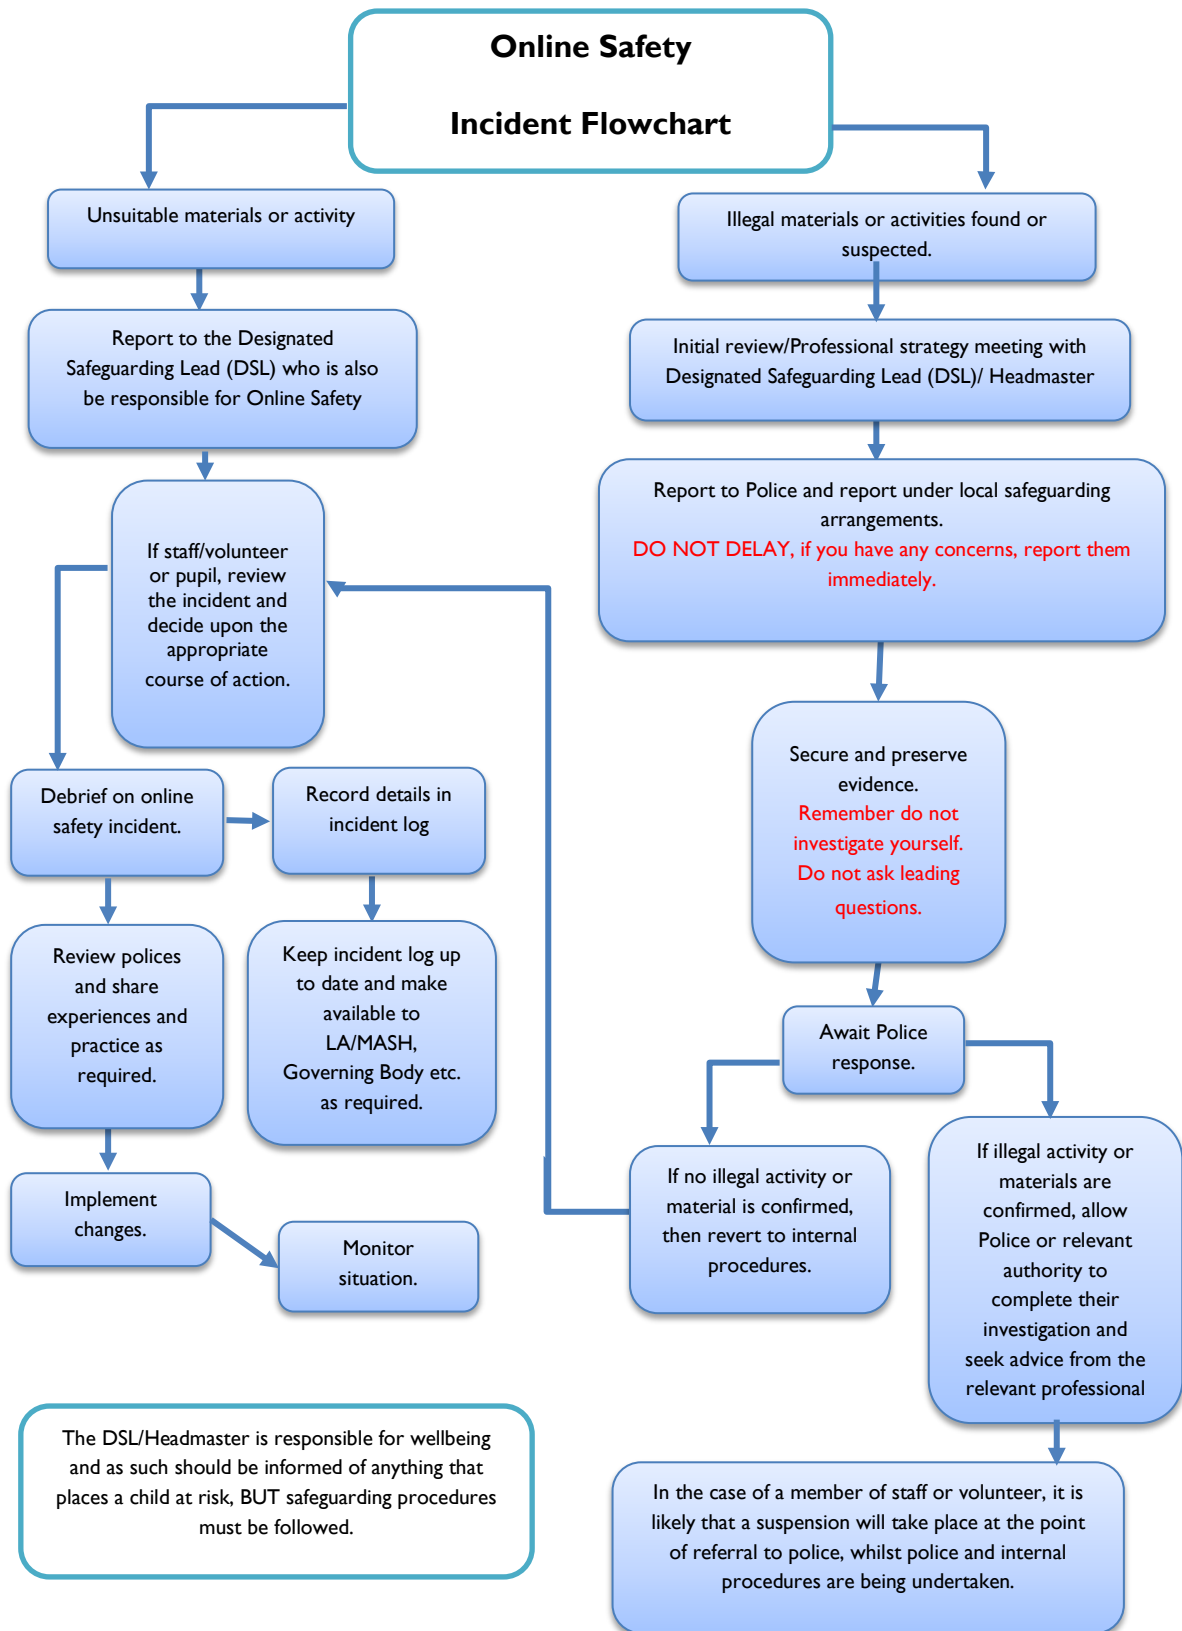 Online Safety
Incident Flowchart
Unsuitable materials or activity
Report to the Designated
Safeguarding Lead (DSL) who is also
be responsible for Online Safety
If staff/volunteer
or pupil, review
the incident and
decide upon the
appropriate
course of action.
Debrief on online
safety incident.
Record details in
incident log
Review polices
and share
experiences and
practice as
required.
Keep incident log up
to date and make
available to
LA/MASH,
Governing Body etc.
as required.
Implement
changes.
Monitor
situation.
Illegal materials or activities found or
suspected.
Initial review/Professional strategy meeting with
Designated Safeguarding Lead (DSL)/ Headmaster
Report to Police and report under local safeguarding
arrangements.
DO NOT DELAY, if you have any concerns, report them
immediately.
Secure and preserve
evidence.
Remember do not
investigate yourself.
Do not ask leading
questions.
Await Police
response.
If no illegal activity or
material is confirmed,
then revert to internal
procedures.
If illegal activity or
materials are
confirmed, allow
Police or relevant
authority to
complete their
investigation and
seek advice from the
relevant professional
In the case of a member of staff or volunteer, it is
likely that a suspension will take place at the point
of referral to police, whilst police and internal
procedures are being undertaken.
The DSL/Headmaster is responsible for wellbeing
and as such should be informed of anything that
places a child at risk, BUT safeguarding procedures
must be followed.